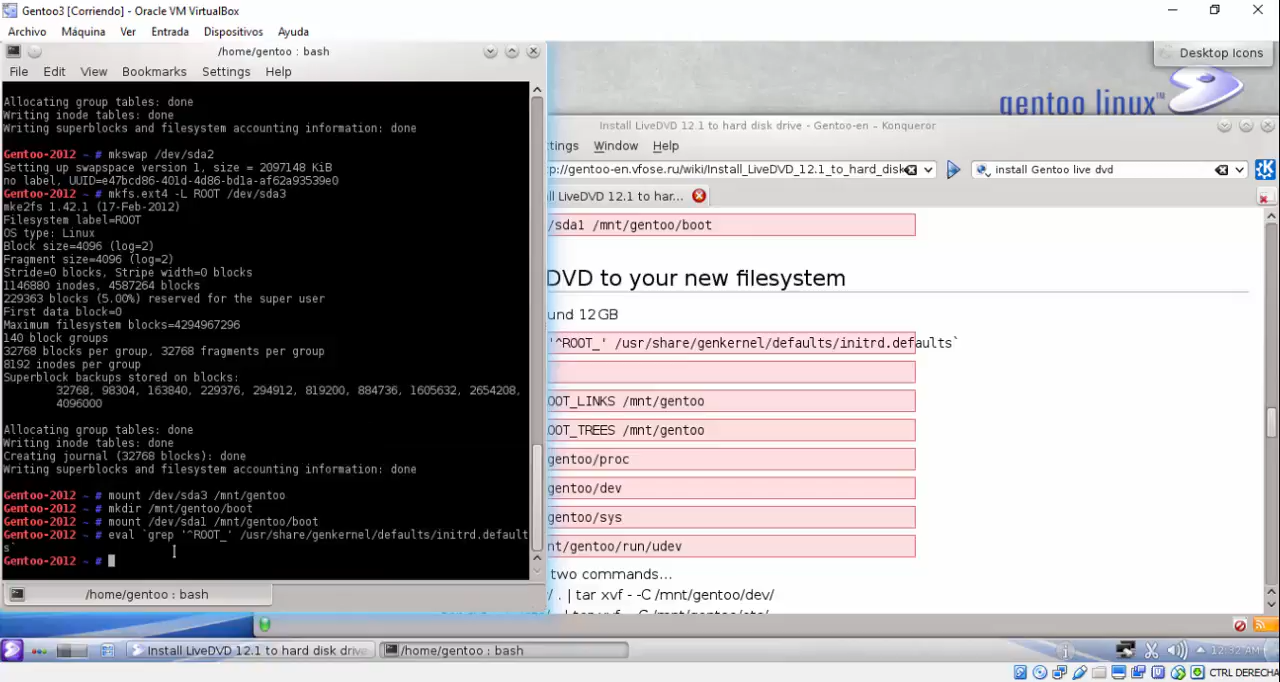 Gentoo3 [Corriendo] - Oracle VM VirtualBox
Archivo Máquina Ver Entrada Dispositivos Ayuda
/home/gentoo : bash
File Edit View Bookmarks Settings Help
Allocating group tables: done
Writing inode tables: done
Writing superblocks and filesystem accounting information: done
Gentoo-2012 ~ # mkswap /dev/sda2
Setting up swapspace version 1, size = 2097148 KiB
no label, UUID=e47bcd86-401d-4d86-bd1a-af62a93539e0
Gentoo-2012 ~ # mkfs.ext4 -L ROOT /dev/sda3
mke2fs 1.42.1 (17-Feb-2012)
Filesystem label=ROOT
OS type: Linux
Block size=4096 (log=2)
Fragment size=4096 (log=2)
Stride=0 blocks, Stripe width=0 blocks
1146880 inodes, 4587264 blocks
229363 blocks (5.00%) reserved for the super user
First data block=0
Maximum filesystem blocks=4294967296
140 block groups
32768 blocks per group, 32768 fragments per group
8192 inodes per group
Superblock backups stored on blocks:
32768, 98304, 163840, 229376, 294912, 819200, 884736, 1605632, 2654208,
4096000
Allocating group tables: done
Writing inode tables: done
Creating journal (32768 blocks): done
Writing superblocks and filesystem accounting information: done
Gentoo-2012 ~ # mount /dev/sda3 /mnt/gentoo
Gentoo-2012 ~ # mkdir /mnt/gentoo/boot
Gentoo-2012 ~ # mount /dev/sda1 /mnt/gentoo/boot
Gentoo-2012 ~ # eval `grep '^ROOT_' /usr/share/genkernel/defaults/initrd.default
s`
Gentoo-2012 ~ #
/home/gentoo : bash
Desktop Icons
gentoo linux™
Install LiveDVD 12.1 to hard disk drive - Gentoo-en – Konqueror
tings Window Help
p://gentoo-en.vfose.ru/wiki/Install_LiveDVD_12.1_to_hard_disk
install Gentoo live dvd
ll LiveDVD 12.1 to har...
/sda1 /mnt/gentoo/boot
DVD to your new filesystem
und 12GB
'^ROOT_' /usr/share/genkernel/defaults/initrd.defaults`
OOT_LINKS /mnt/gentoo
OOT_TREES /mnt/gentoo
gentoo/proc
gentoo/dev
gentoo/sys
nt/gentoo/run/udev
two commands...
/ . | tar xvf - -C /mnt/gentoo/dev/
/ . | tar xvf - -C /mnt/gentoo/etc/
Install LiveDVD 12.1 to hard disk drive
/home/gentoo : bash
12:32 AM
CTRL DERECHA